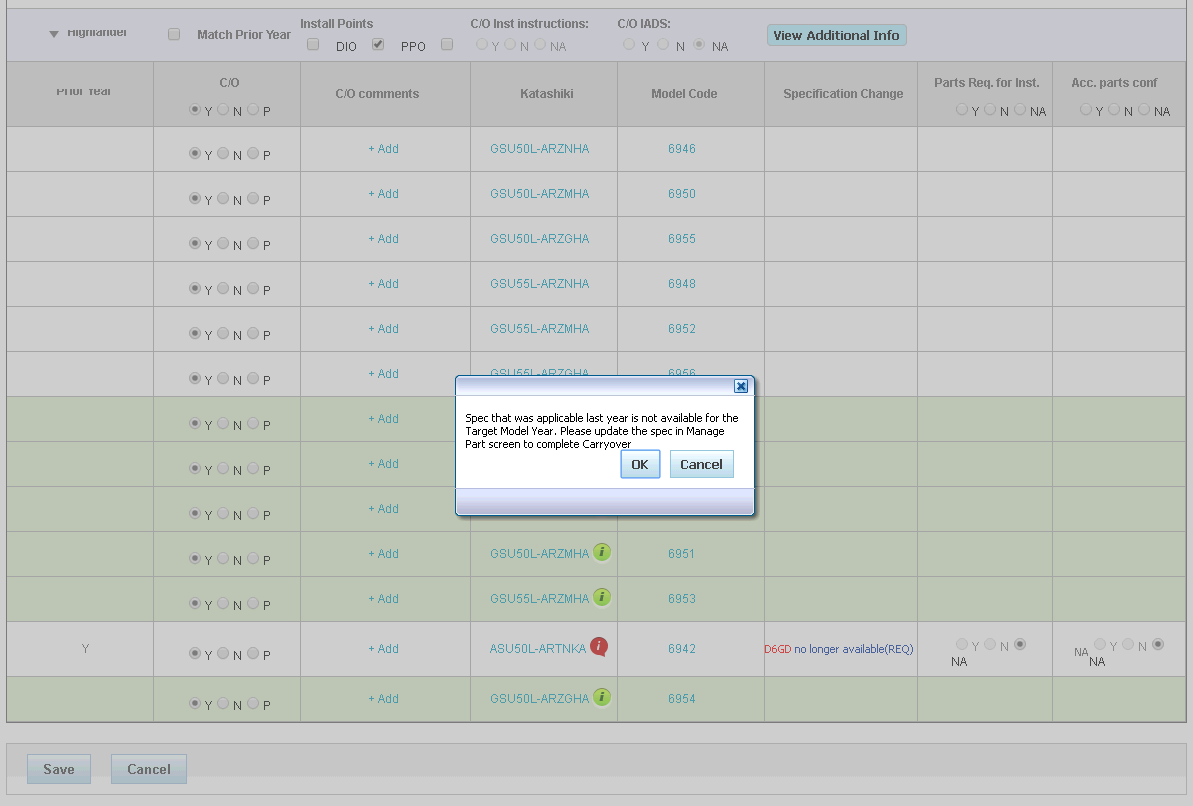 Highlander
Match Prior Year
Install Points
DIO PPO
C/O Inst instructions:
Y N NA
C/O IADS:
Y N NA
View Additional Info
Prior Year
C/O
Y N P
C/O comments
Katashiki
Model Code
Specification Change
Parts Req. for Inst.
Y N NA
Acc. parts conf
Y N NA
Y N P + Add GSU50L-ARZNHA 6946
Y N P + Add GSU50L-ARZMHA 6950
Y N P + Add GSU50L-ARZGHA 6955
Y N P + Add GSU55L-ARZNHA 6948
Y N P + Add GSU55L-ARZMHA 6952
Y N P + Add GSU55L-ARZGHA 6956
Y N P + Add
Y N P + Add
Y N P + Add
Spec that was applicable last year is not available for the
Target Model Year. Please update the spec in Manage
Part screen to complete Carryover
OK Cancel
Y N P + Add GSU50L-ARZMHA i 6951
Y N P + Add GSU55L-ARZMHA i 6953
Y Y N P + Add ASU50L-ARTNKA i 6942 D6GD no longer available(REQ) Y N NA NA Y N NA
Y N P + Add GSU50L-ARZGHA i 6954
Save Cancel